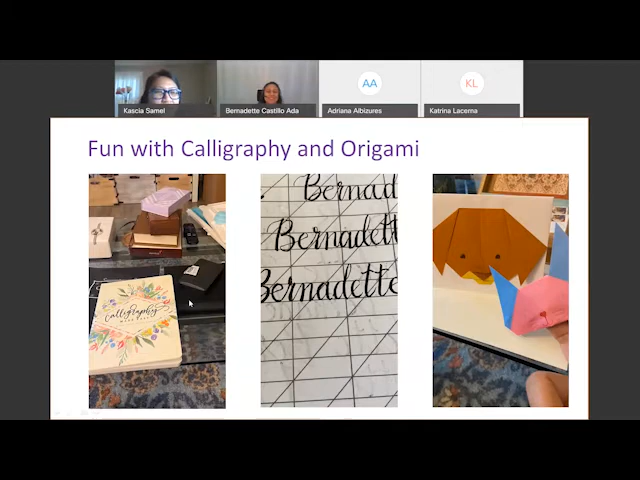 AA
KL
Kascia Samel
Bernadette Castillo Ada
Adriana Albizures
Katrina Lacerna
Fun with Calligraphy and Origami
Calligraphy
Bernad
Bernadett
Bernadette